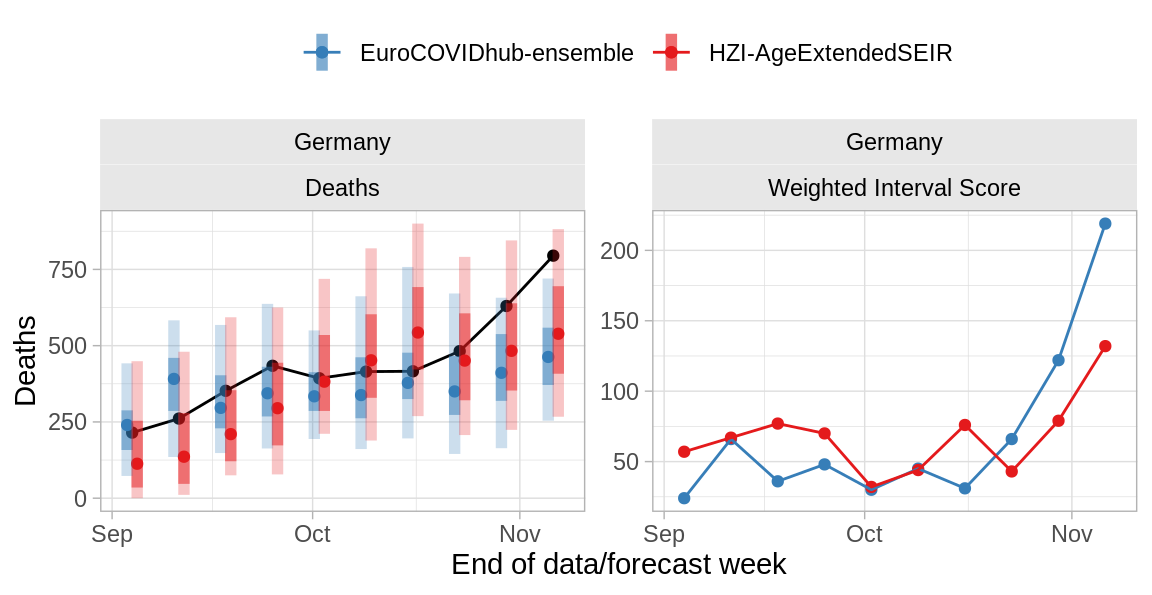 EuroCOVIDhub-ensemble HZI-AgeExtendedSEIR
Germany
Deaths
Germany
Weighted Interval Score
Deaths
750
500
250
0
200
150
100
50
Sep Oct Nov
Sep Oct Nov
End of data/forecast week